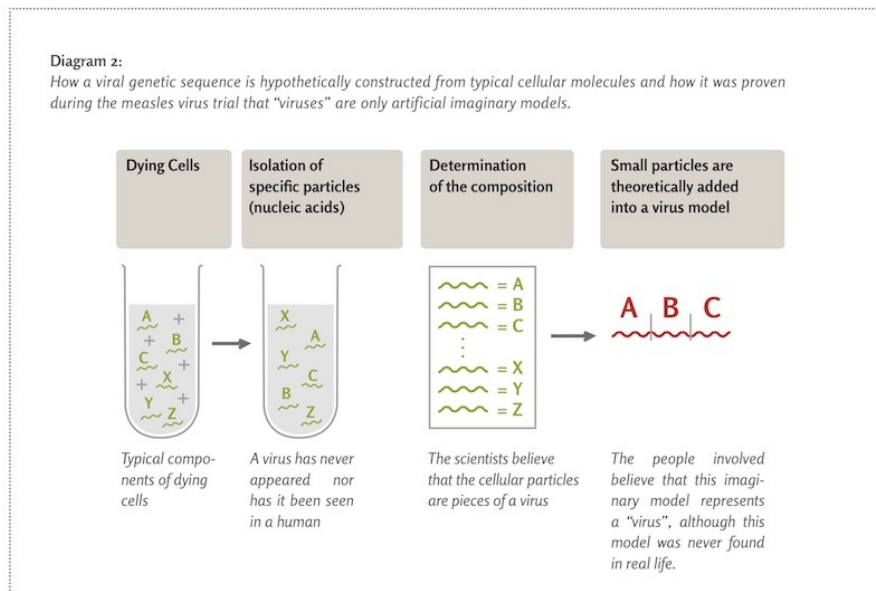 Diagram 2:
How a viral genetic sequence is hypothetically constructed from typical cellular molecules and how it was proven
during the measles virus trial that “viruses” are only artificial imaginary models.
Dying Cells
Isolation of
specific particles
(nucleic acids)
Determination
of the composition
Small particles are
theoretically added
into a virus model
A
B
C
X
Y
Z
X
A
Y
C
B
Z
= A
= B
= C
= X
= Y
= Z
A B C
Typical compo-
nents of dying
cells
A virus has never
appeared nor
has it been seen
in a human
The scientists believe
that the cellular particles
are pieces of a virus
The people involved
believe that this imagi-
nary model represents
a “virus”, although this
model was never found
in real life.